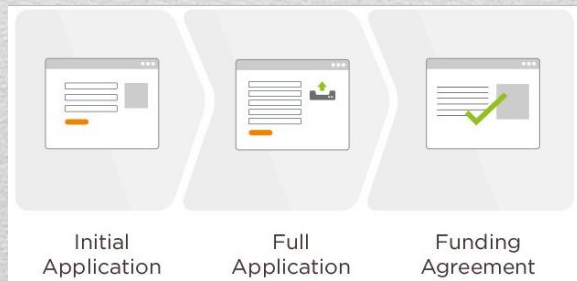 Initial
Application
Full
Application
Funding
Agreement